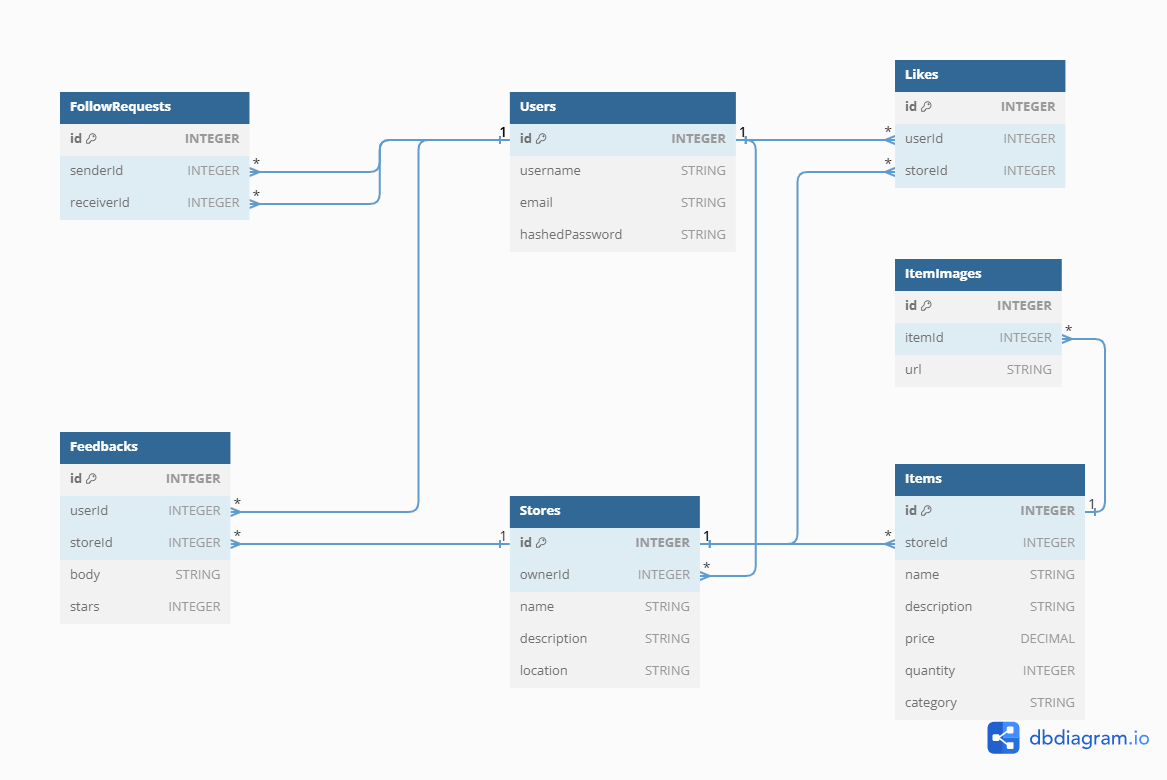 FollowRequests
id INTEGER
senderId INTEGER
receiverId INTEGER
*
*
Users
id INTEGER
username STRING
email STRING
hashedPassword STRING
1
1
Likes
id INTEGER
userId INTEGER
storeId INTEGER
*
*
ItemImages
id INTEGER
itemId INTEGER
url STRING
*
Feedbacks
id INTEGER
userId INTEGER
storeId INTEGER
body STRING
stars INTEGER
*
*
Stores
id INTEGER
ownerId INTEGER
name STRING
description STRING
location STRING
1
1
*
Items
id INTEGER
storeId INTEGER
name STRING
description STRING
price DECIMAL
quantity INTEGER
category STRING
1
*
dbdiagram.io